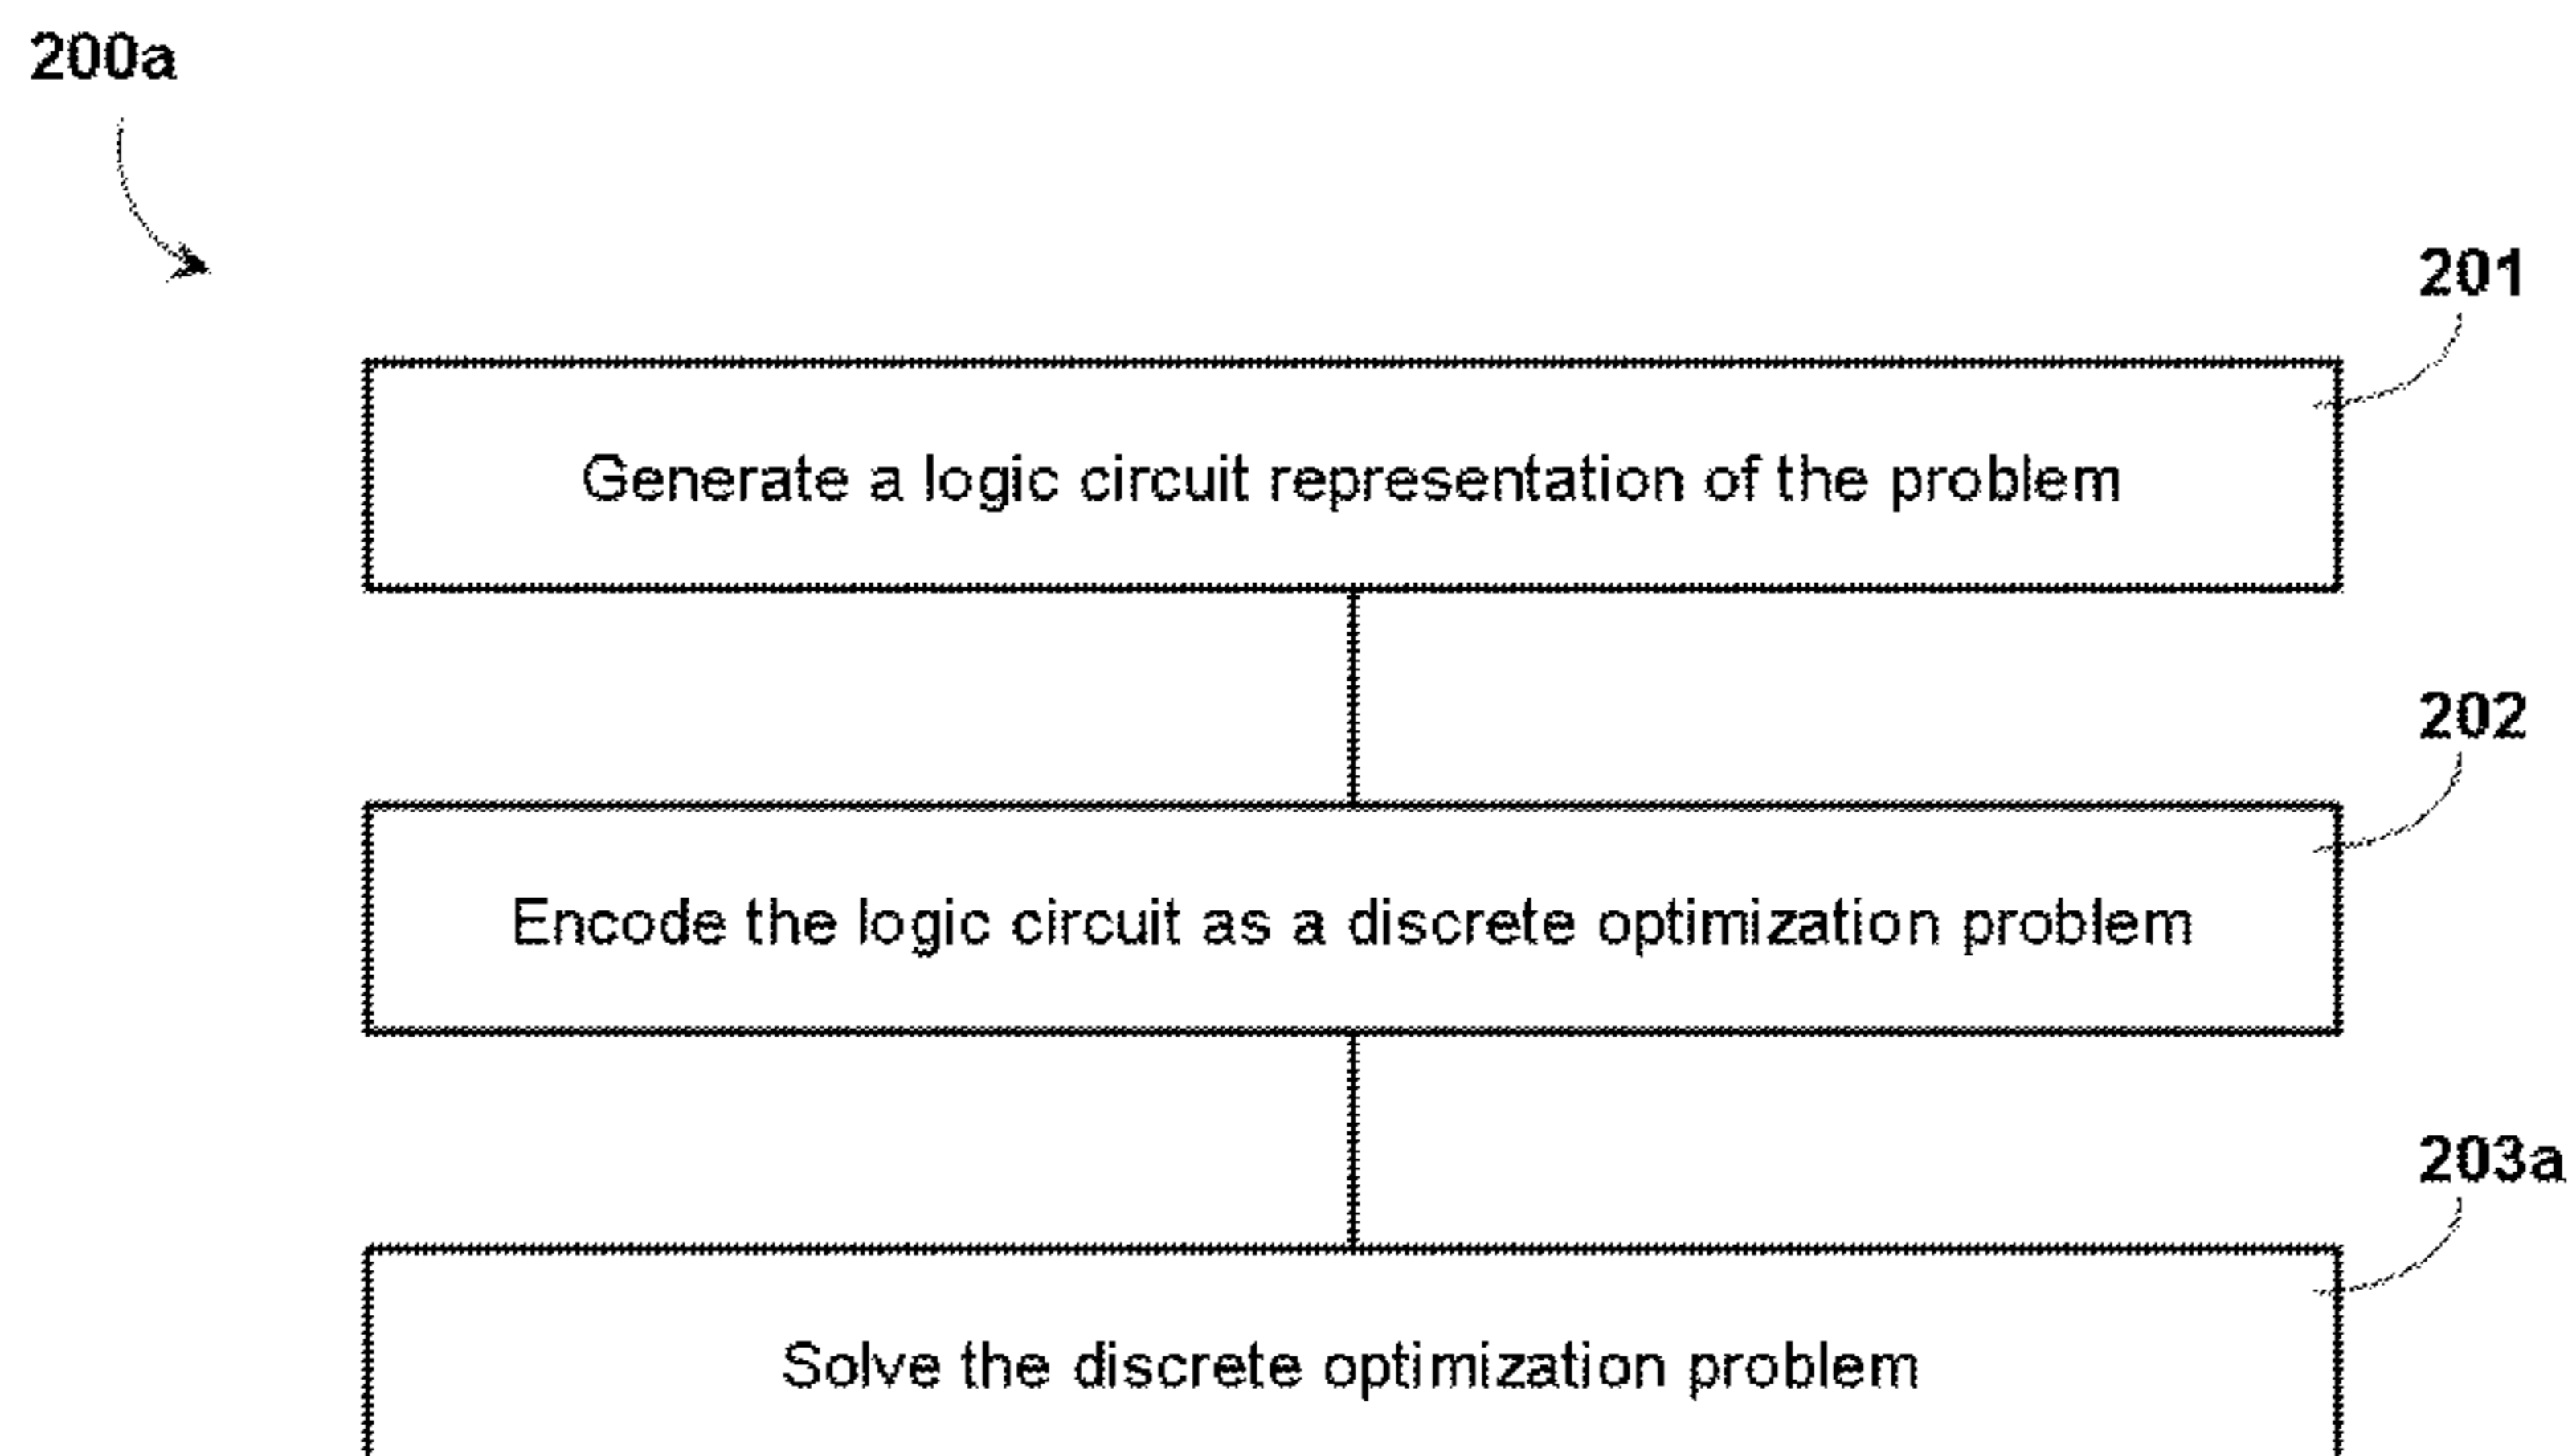 200a
201
Generate a logic circuit representation of the problem
202
Encode the logic circuit as a discrete optimization problem
203a
Solve the discrete optimization problem